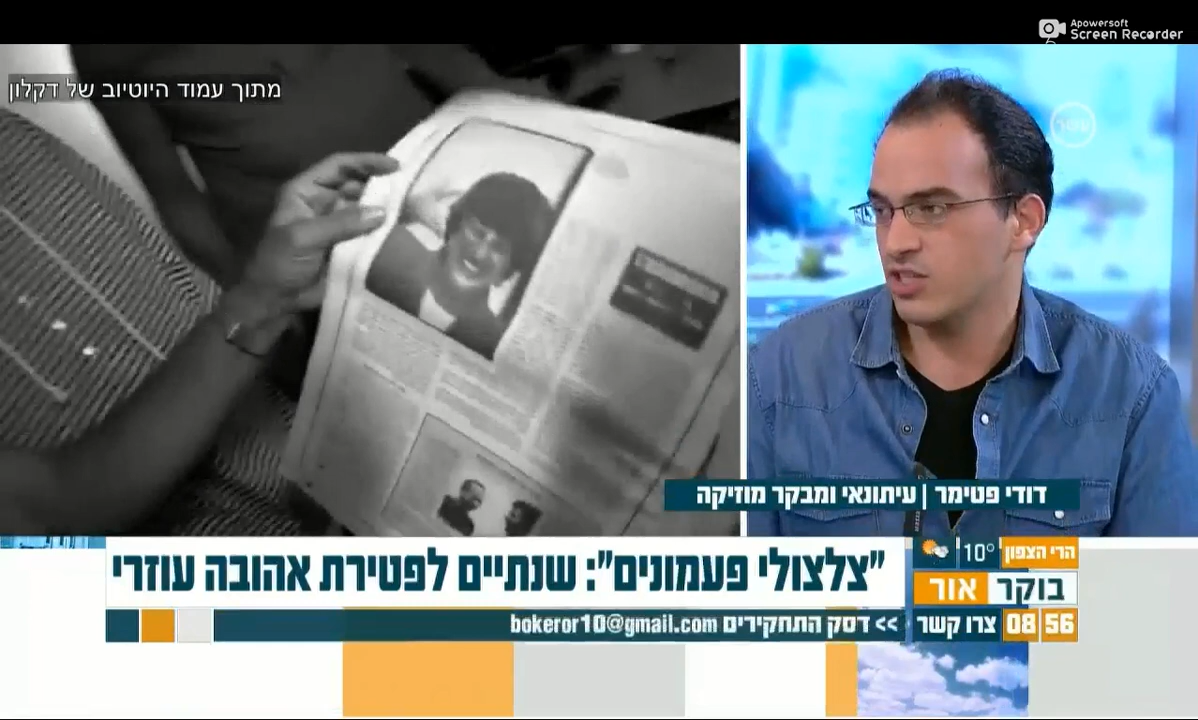 Apowersoft
Screen Recorder
מתוך עמוד היוטיוב של דקלון
עשר
דודי פטימר | עיתונאי ומבקר מוזיקה
"צלצולי פעמונים": שנתיים לפטירת אהובה עוזרי
הרי הצפון 10°
בוקר אור
08 56 צרו קשר >> דסק התחקירים bokeror10@gmail.com